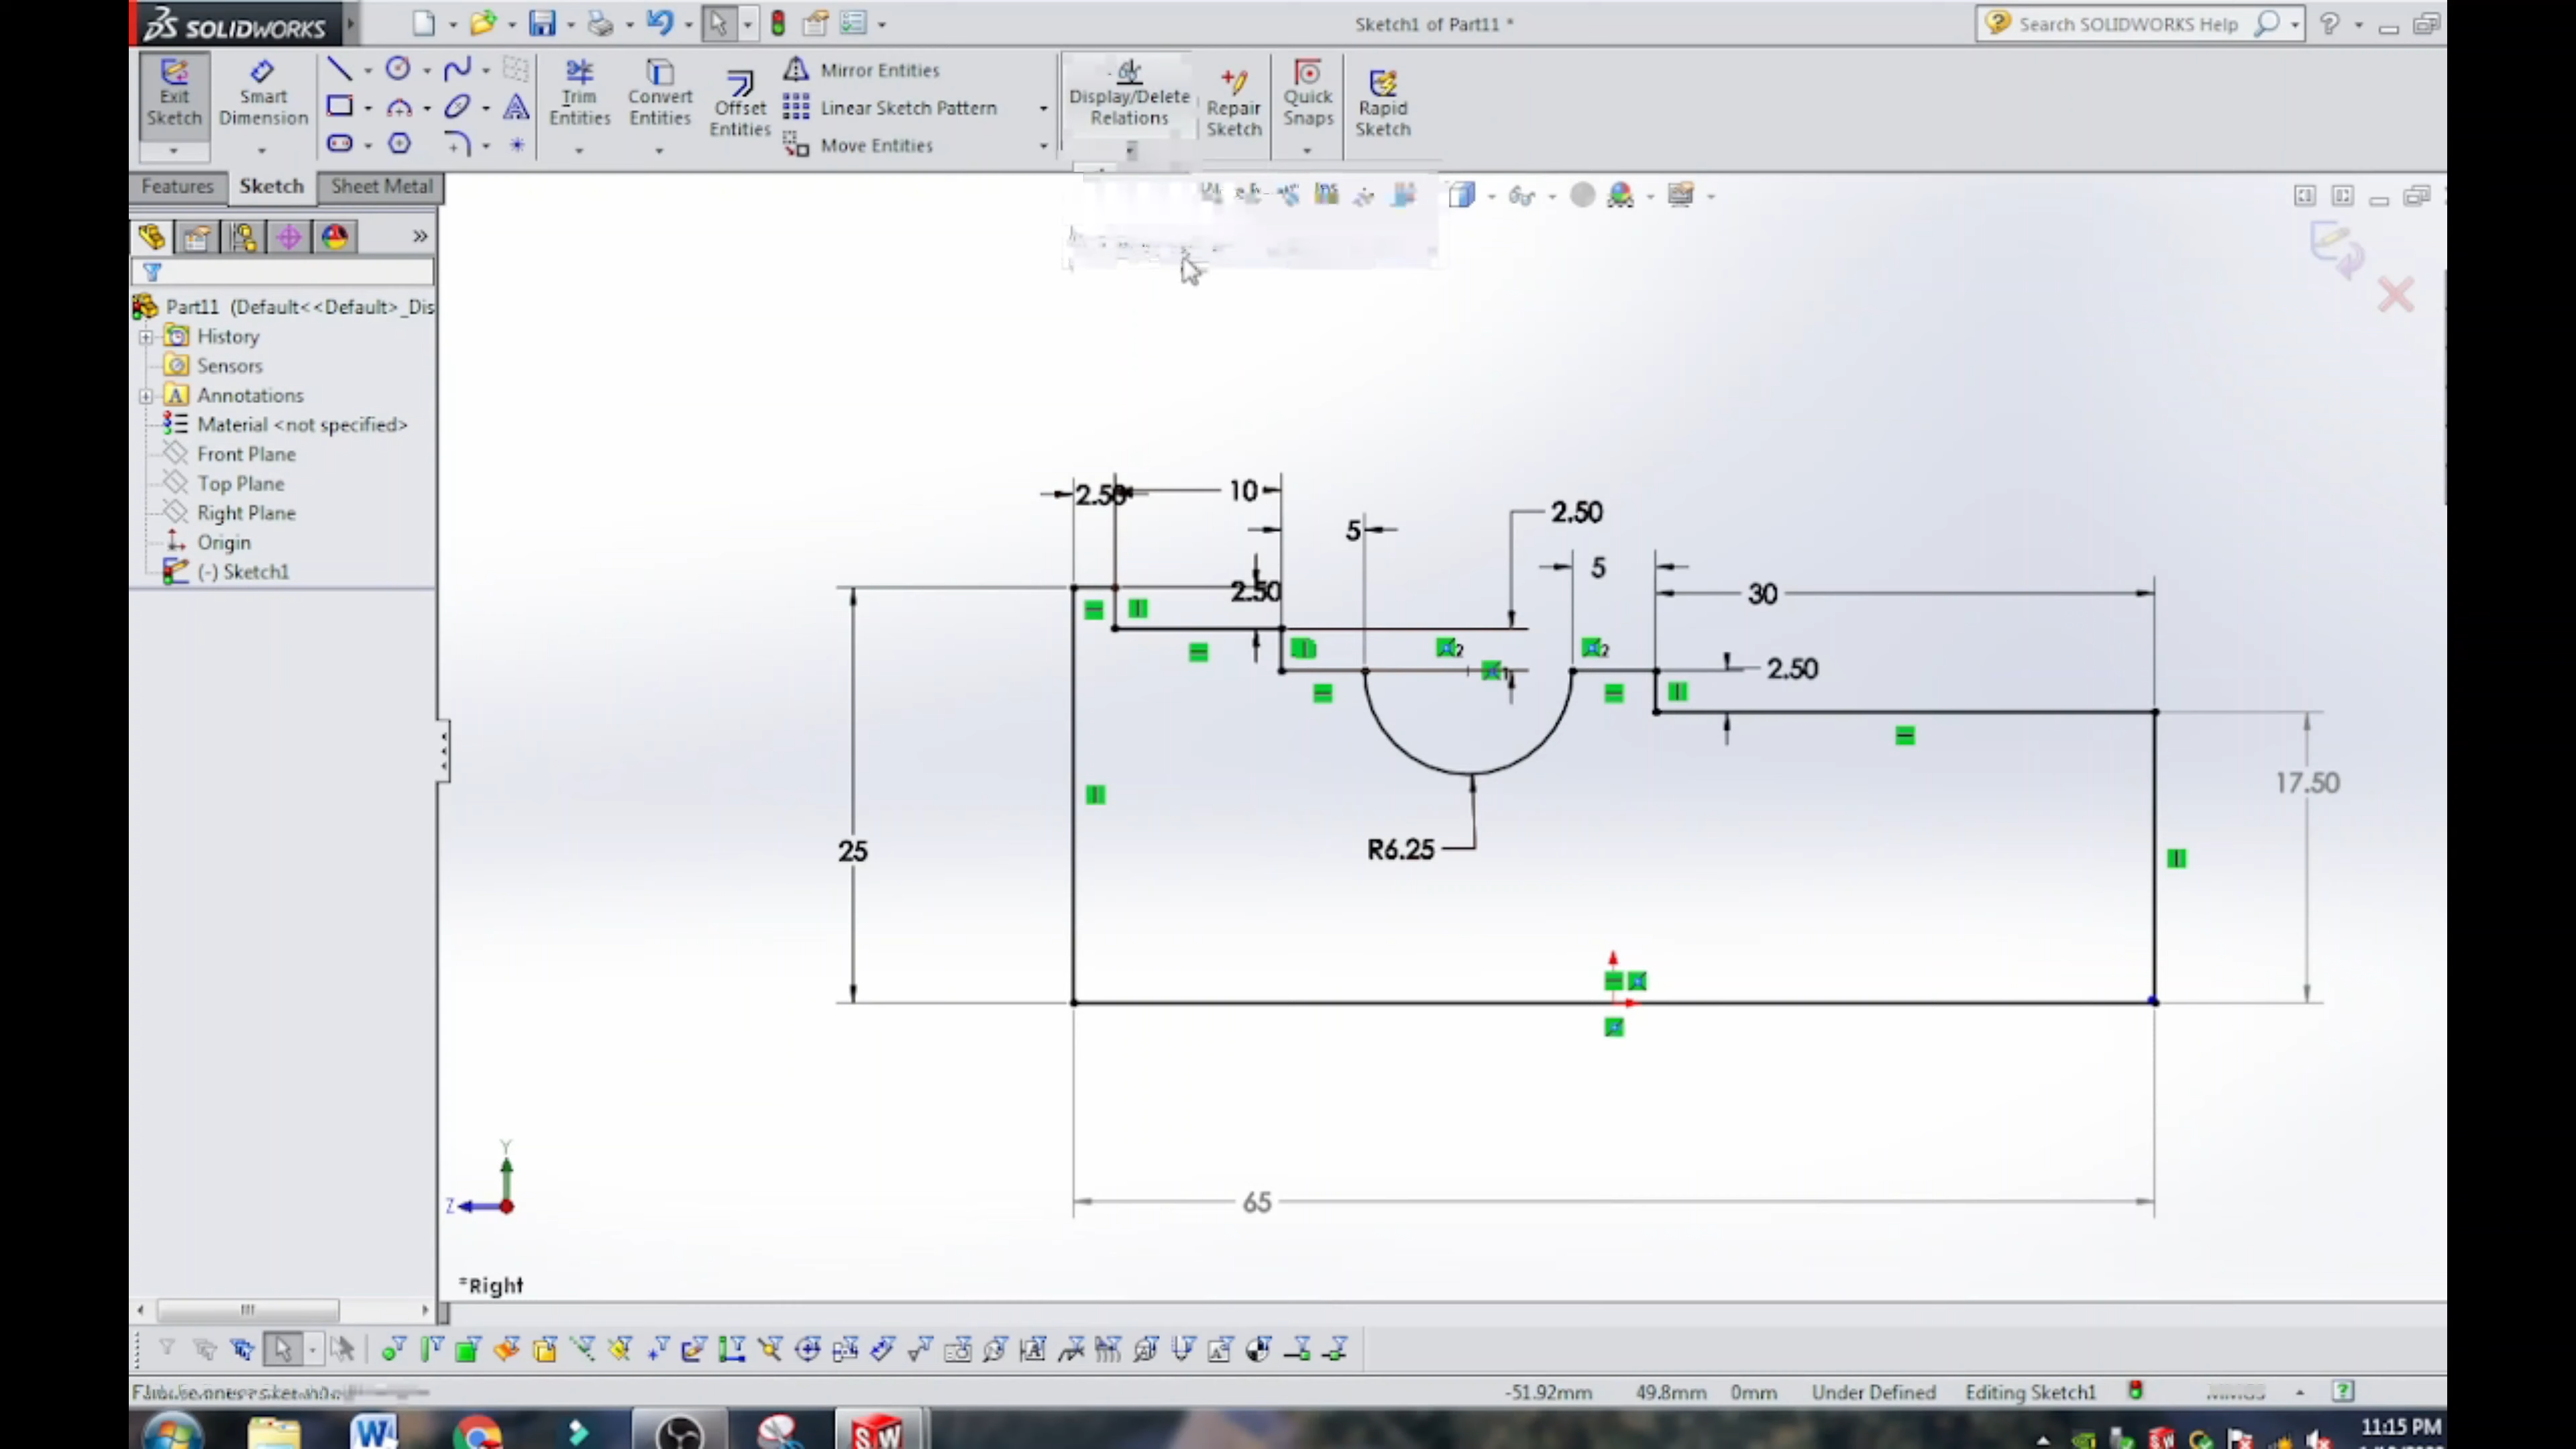 SOLIDWORKS
Sketch1 of Part11 *
Search SOLIDWORKS Help
Exit Sketch
Smart Dimension
Trim Entities
Convert Entities
Offset Entities
Mirror Entities
Linear Sketch Pattern
Move Entities
Display/Delete Relations
Repair Sketch
Quick Snaps
Rapid Sketch
Features
Sketch
Sheet Metal
Part11 (Default<<Default>_Dis
History
Sensors
Annotations
Material <not specified>
Front Plane
Top Plane
Right Plane
Origin
(-) Sketch1
2.50
10
5
2.50
5
2.50
30
2.50
2
2
1
17.50
25
R6.25
65
Y
Z
*Right
-51.92mm 49.8mm 0mm Under Defined Editing Sketch1
11:15 PM